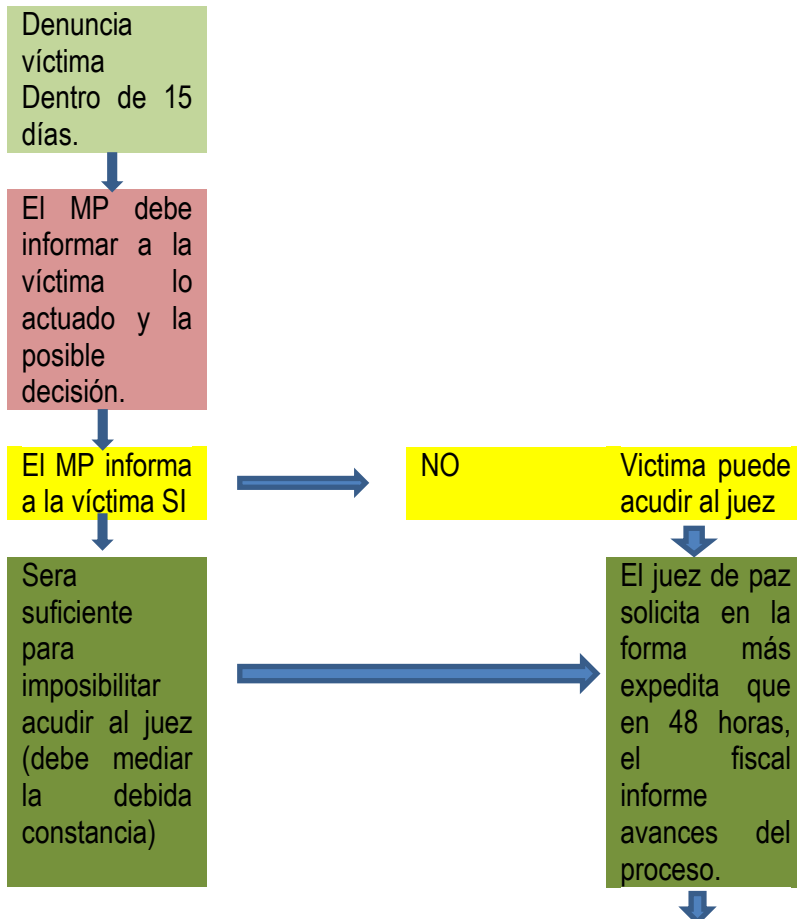 Denuncia
víctima
Dentro de 15
días.
El MP debe
informar a la
víctima lo
actuado y la
posible
decisión.
El MP informa
a la víctima SI
NO
Victima puede
acudir al juez
Sera
suficiente
para
imposibilitar
acudir al juez
(debe mediar
la debida
constancia)
El juez de paz
solicita en la
forma más
expedita que
en 48 horas,
el fiscal
informe
avances del
proceso.